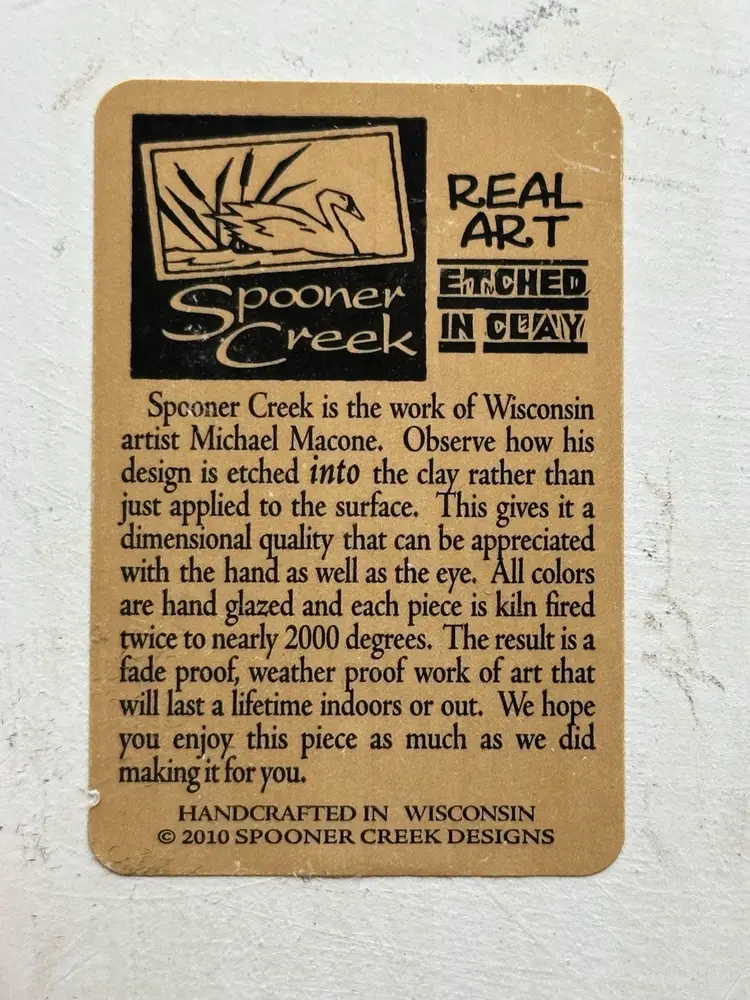 Spooner
Creek
REAL
ART
ETCHED
IN CLAY
Spooner Creek is the work of Wisconsin
artist Michael Macone. Observe how his
design is etched into the clay rather than
just applied to the surface. This gives it a
dimensional quality that can be appreciated
with the hand as well as the eye. All colors
are hand glazed and each piece is kiln fired
twice to nearly 2000 degrees. The result is a
fade proof, weather proof work of art that
will last a lifetime indoors or out. We hope
you enjoy this piece as much as we did
making it for you.
HANDCRAFTED IN WISCONSIN
© 2010 SPOONER CREEK DESIGNS